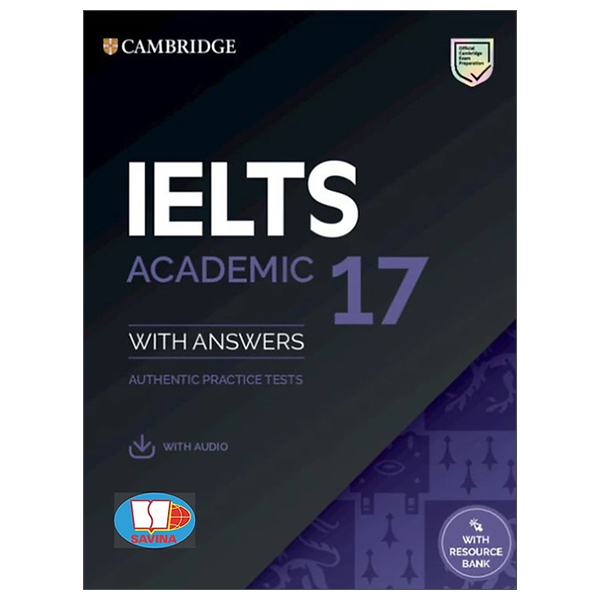 CAMBRIDGE
Official
Cambridge
Exam
Preparation
IELTS
ACADEMIC 17
WITH ANSWERS
AUTHENTIC PRACTICE TESTS
WITH AUDIO
SAVINA
WITH
RESOURCE
BANK